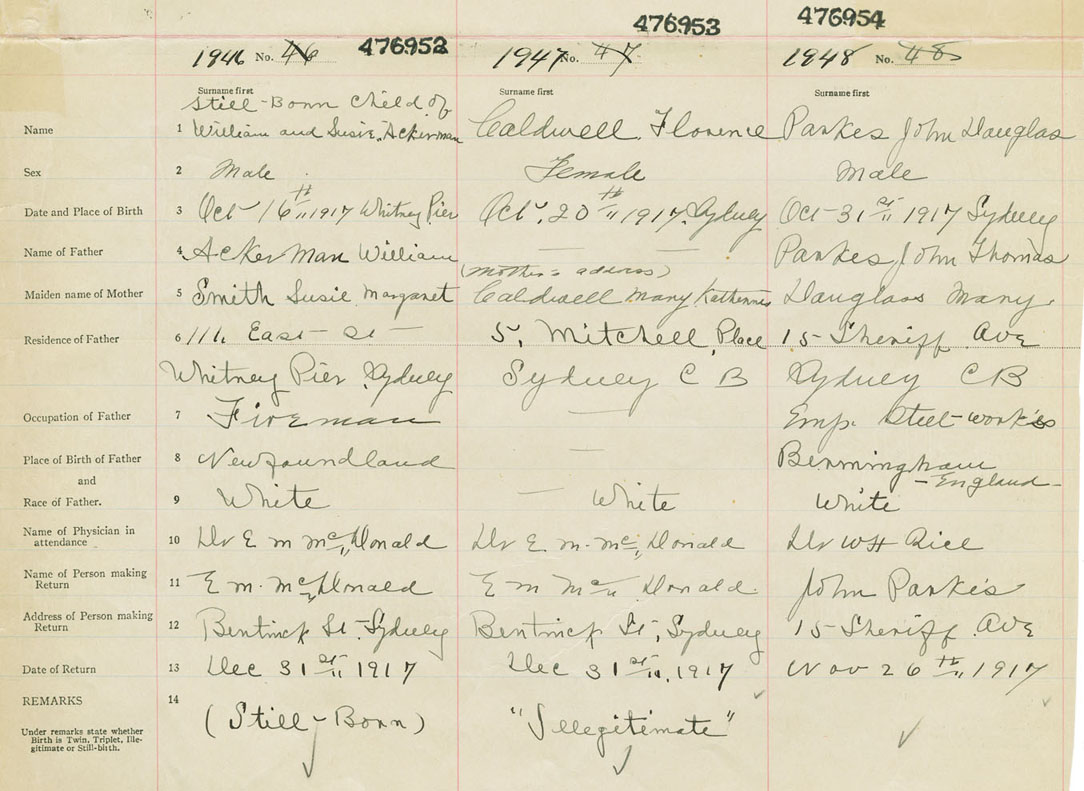 476952 476953 476954
1946 No. 46 1947 No. 47 1948 No. 48
Surname first Surname first Surname first
Still-Born Child of
Name 1 William and Susie Ackerman Caldwell Florence Parkes John Douglas
Sex 2 Male Female Male
Date and Place of Birth 3 Oct 16th 1917 Whitney Pier Oct. 20th 1917. Sydney Oct 31st 1917 Sydney
Name of Father 4 Ackerman William — — Parkes John Thomas
(mother's address)
Maiden name of Mother 5 Smith Susie Margaret Caldwell Mary Katherine Douglass Mary
Residence of Father 6 East St — 5, Mitchell Place 15 Sheriff Ave
Whitney Pier Sydney Sydney C B Sydney CB
Occupation of Father 7 Fireman — Emp. Steel-works
Place of Birth of Father 8 Newfoundland — Birmingham
and — England —
Race of Father. 9 White — White White
Name of Physician in
attendance 10 Dr E m McDonald Dr E. m. McDonald Dr WH Rice
Name of Person making
Return 11 E m. McDonald E m McDonald John Parkes
Address of Person making
Return 12 Bentinck St. Sydney Bentinck St, Sydney 15 Sheriff Ave
Date of Return 13 Dec 31st 1917 Dec 31st, 1917 Nov 26th 1917
REMARKS 14 (Still-Born) "Illegitimate"
Under remarks state whether
Birth is Twin, Triplet, Ille-
gitimate or Still-birth.